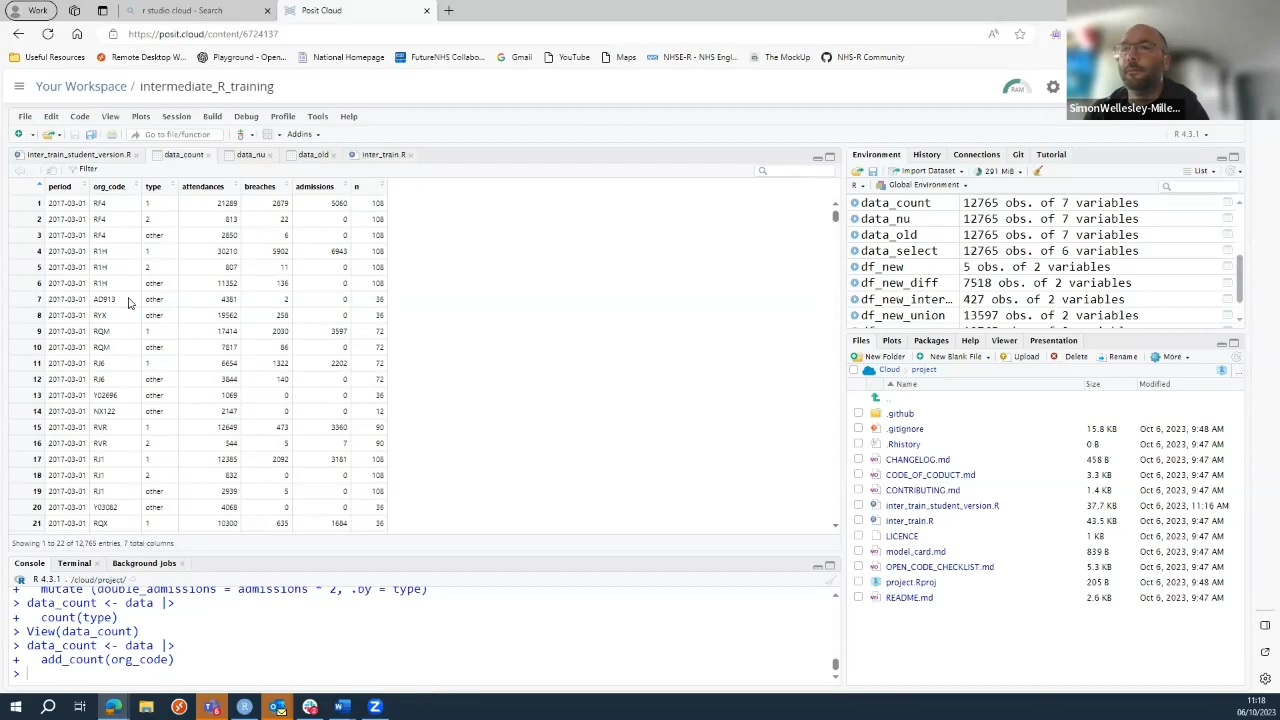 Work
r studio cloud - Search
Posit Cloud
https://posit.cloud/content/6724137
Useful Resources
Remote Desktop W...
Playground - Open...
National Homepage
FutureNHS Collabo...
Gmail
YouTube
Maps
NHSE-R - NHS Engl...
The MockUp
NHS-R Community
SimonWellesley-Mille...
Your Workspace / intermediate_R_training
RAM
File Edit Code View Plots Session Build Debug Profile Tools Help
Go to file/function
Addins
R 4.3.1
inter_train_student_version.R
data_count
data_nu
data_old
inter_train.R
Filter
period org_code type attendances breaches admissions n
1 2017-03-01 RF4 1 21289 2879 5060 108
2 2017-03-01 RF4 2 813 22 0 108
3 2017-03-01 RF4 other 2850 6 0 108
4 2017-03-01 R1H 1 30210 5902 6943 108
5 2017-03-01 R1H 2 807 11 0 108
6 2017-03-01 R1H other 11352 136 0 108
7 2017-03-01 AD913 other 4381 2 0 36
8 2017-03-01 RYX other 19562 258 0 36
9 2017-03-01 RQM 1 17414 2030 3597 72
10 2017-03-01 RQM other 7817 86 0 72
11 2017-03-01 RJ6 1 6654 1322 2202 72
12 2017-03-01 RJ6 other 3844 140 0 72
13 2017-03-01 Y02696 other 1069 0 0 36
14 2017-03-01 NX122 other 2147 0 0 12
15 2017-03-01 RVR 1 12649 473 3360 90
16 2017-03-01 RVR 2 544 5 7 90
17 2017-03-01 RJ1 1 12385 2092 3181 108
18 2017-03-01 RJ1 2 832 0 0 108
19 2017-03-01 RJ1 other 2939 5 0 108
20 2017-03-01 Y03082 other 4066 0 0 36
21 2017-03-01 RQX 1 10300 635 1684 36
Showing 1 to 22 of 12,765 entries, 7 total columns
Console Terminal Background Jobs
R 4.3.1 . /cloud/project/
+ mutate (double_admissions = admissions * 2, .by = type)
> data_count <- data |>
+ count(type)
> View(data_count)
> data_count <- data |>
+ add_count(org_code)
>
Environment History Connections Git Tutorial
Import Dataset
291 MiB
List
R
Global Environment
data_count 12765 obs. of 7 variables
data_nu 12765 obs. of 7 variables
data_old 12765 obs. of 7 variables
data_select 12765 obs. of 6 variables
df_new 5 obs. of 2 variables
df_new_diff 7518 obs. of 2 variables
df_new_inter... 427 obs. of 2 variables
df_new_union 13597 obs. of 2 variables
Files Plots Packages Help Viewer Presentation
New Folder New Blank File Upload Delete Rename More
Cloud project
Name Size Modified
..
.github
.gitignore 15.8 KB Oct 6, 2023, 9:48 AM
.Rhistory 0 B Oct 6, 2023, 9:48 AM
CHANGELOG.md 458 B Oct 6, 2023, 9:47 AM
CODE_OF_CODUCT.md 3.3 KB Oct 6, 2023, 9:47 AM
CONTRIBUTING.md 1.4 KB Oct 6, 2023, 9:47 AM
inter_train_student_version.R 37.7 KB Oct 6, 2023, 11:16 AM
inter_train.R 43.5 KB Oct 6, 2023, 9:47 AM
LICENCE 1 KB Oct 6, 2023, 9:47 AM
model_card.md 839 B Oct 6, 2023, 9:47 AM
OPEN_CODE_CHECKLIST.md 5.3 KB Oct 6, 2023, 9:47 AM
project.Rproj 205 B Oct 6, 2023, 9:48 AM
README.md 2.6 KB Oct 6, 2023, 9:47 AM
11:18
06/10/2023